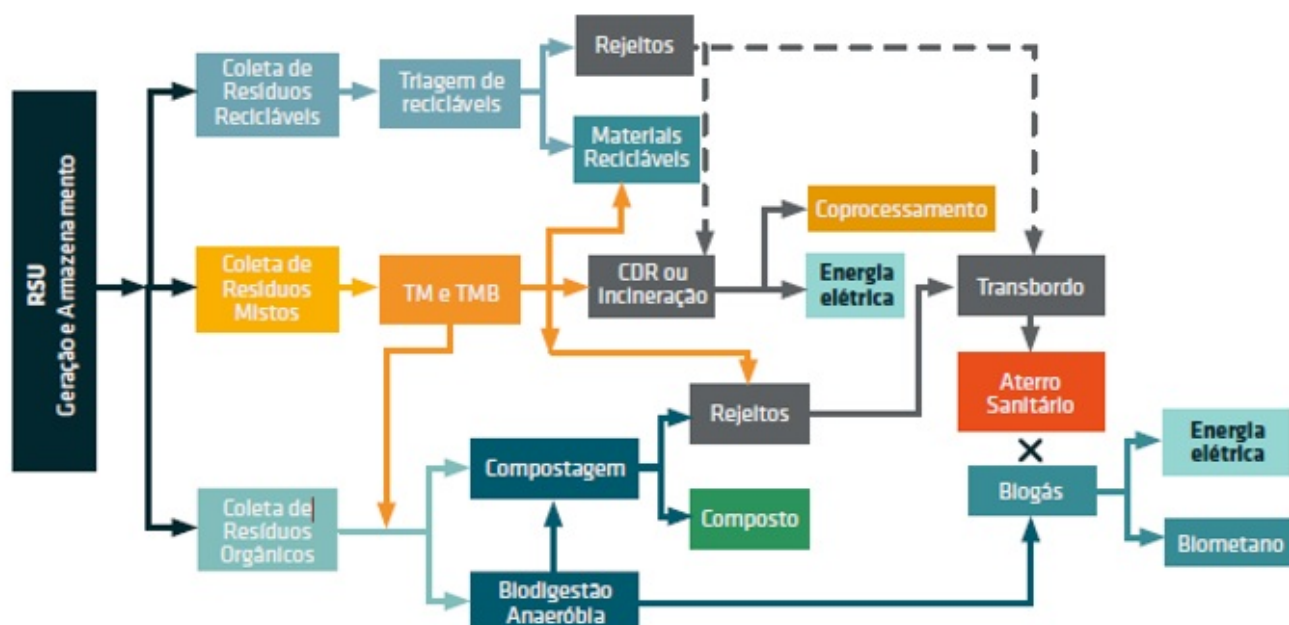 RSU
Geração e Armazenamento
Coleta de
Resíduos
Recicláveis
Triagem de
recicláveis
Rejeitos
Materiais
Recicláveis
Coleta de
Resíduos
Mistos
TM e TMB
CDR ou
Incineração
Coprocessamento
Energia
elétrica
Transbordo
Aterro
Sanitário
Rejeitos
Compostagem
Composto
Coleta de
Resíduos
Orgânicos
Biodigestão
Anaeróbia
Biogás
Energia
elétrica
Biometano